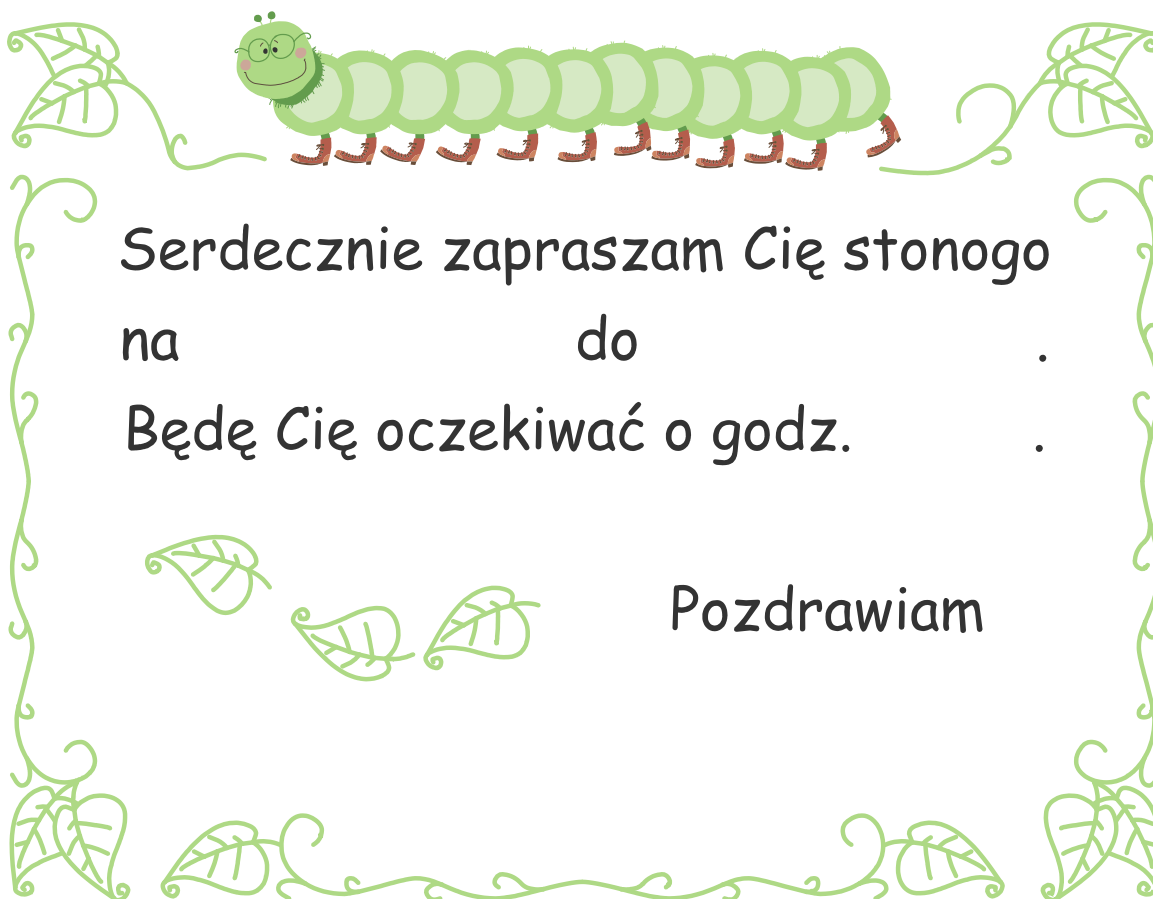 Serdecznie zapraszam Cię stonogo
na do .
Będę Cię oczekiwać o godz. .
Pozdrawiam